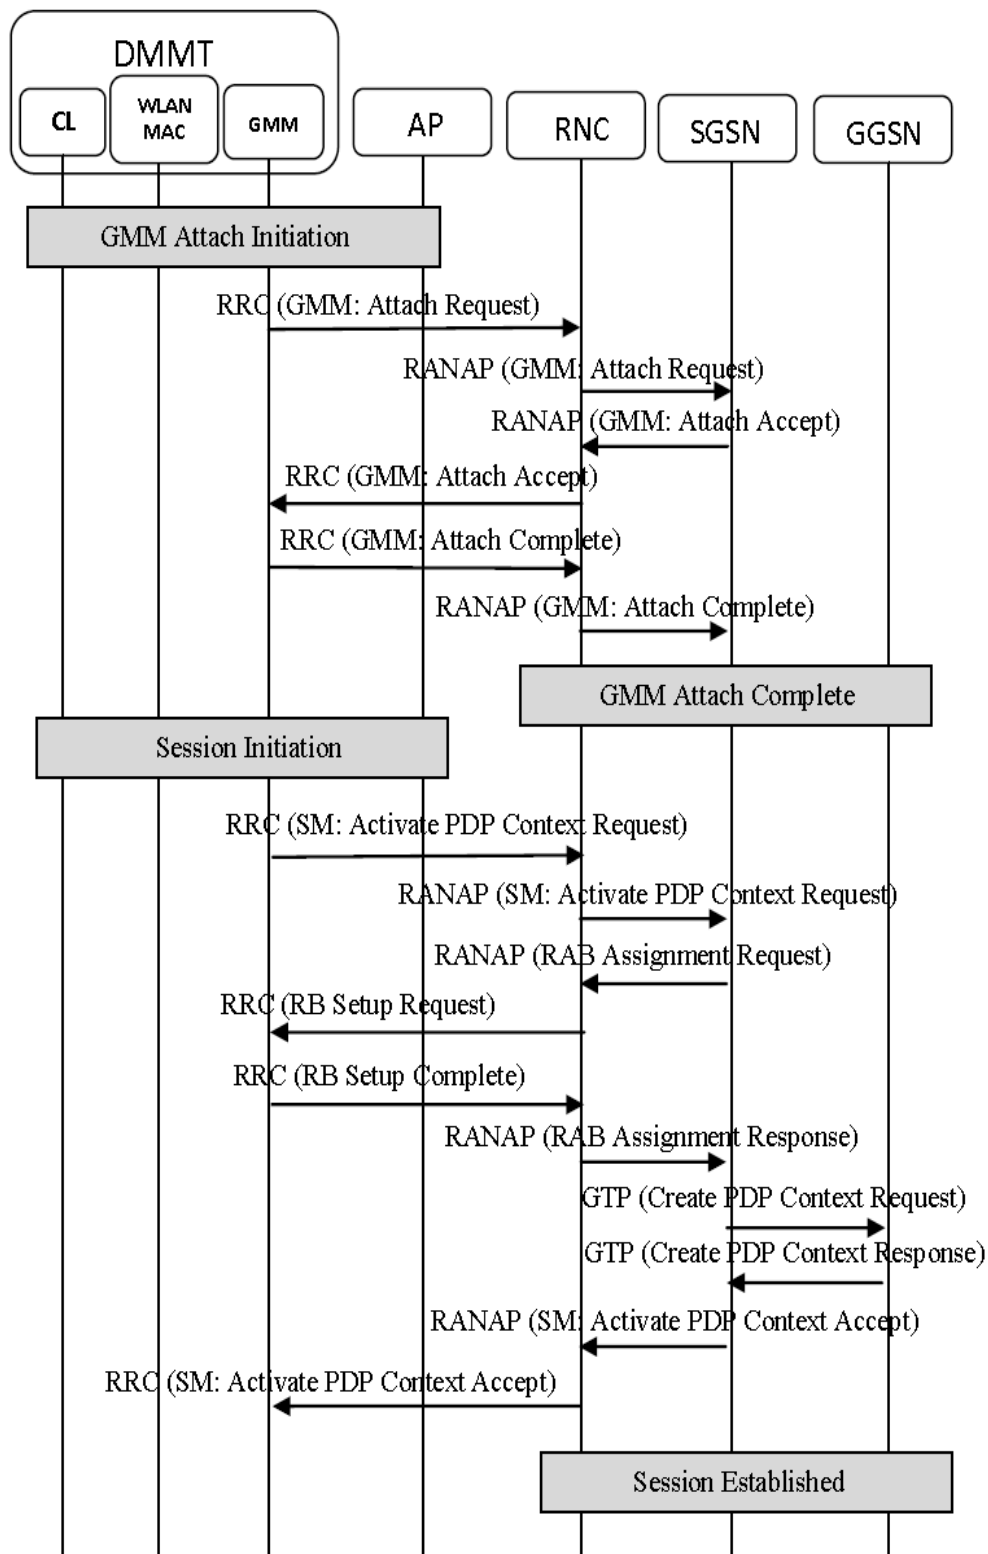 DMMT
CL
WLAN
MAC
GMM
AP
RNC
SGSN
GGSN
GMM Attach Initiation
RRC (GMM: Attach Request)
RANAP (GMM: Attach Request)
RANAP (GMM: Attach Accept)
RRC (GMM: Attach Accept)
RRC (GMM: Attach Complete)
RANAP (GMM: Attach Complete)
GMM Attach Complete
Session Initiation
RRC (SM: Activate PDP Context Request)
RANAP (SM: Activate PDP Context Request)
RANAP (RAB Assignment Request)
RRC (RB Setup Request)
RRC (RB Setup Complete)
RANAP (RAB Assignment Response)
GTP (Create PDP Context Request)
GTP (Create PDP Context Response)
RANAP (SM: Activate PDP Context Accept)
RRC (SM: Activate PDP Context Accept)
Session Established